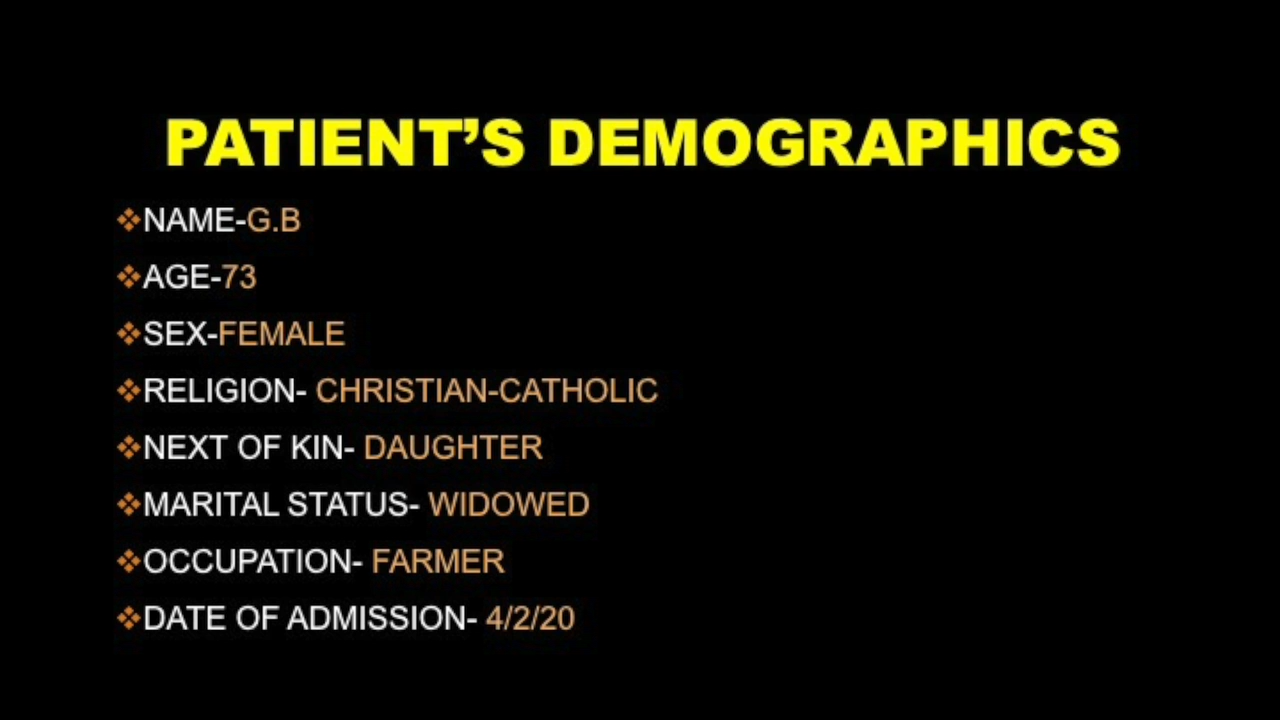 PATIENT’S DEMOGRAPHICS
❖NAME-G.B
❖AGE-73
❖SEX-FEMALE
❖RELIGION- CHRISTIAN-CATHOLIC
❖NEXT OF KIN- DAUGHTER
❖MARITAL STATUS- WIDOWED
❖OCCUPATION- FARMER
❖DATE OF ADMISSION- 4/2/20